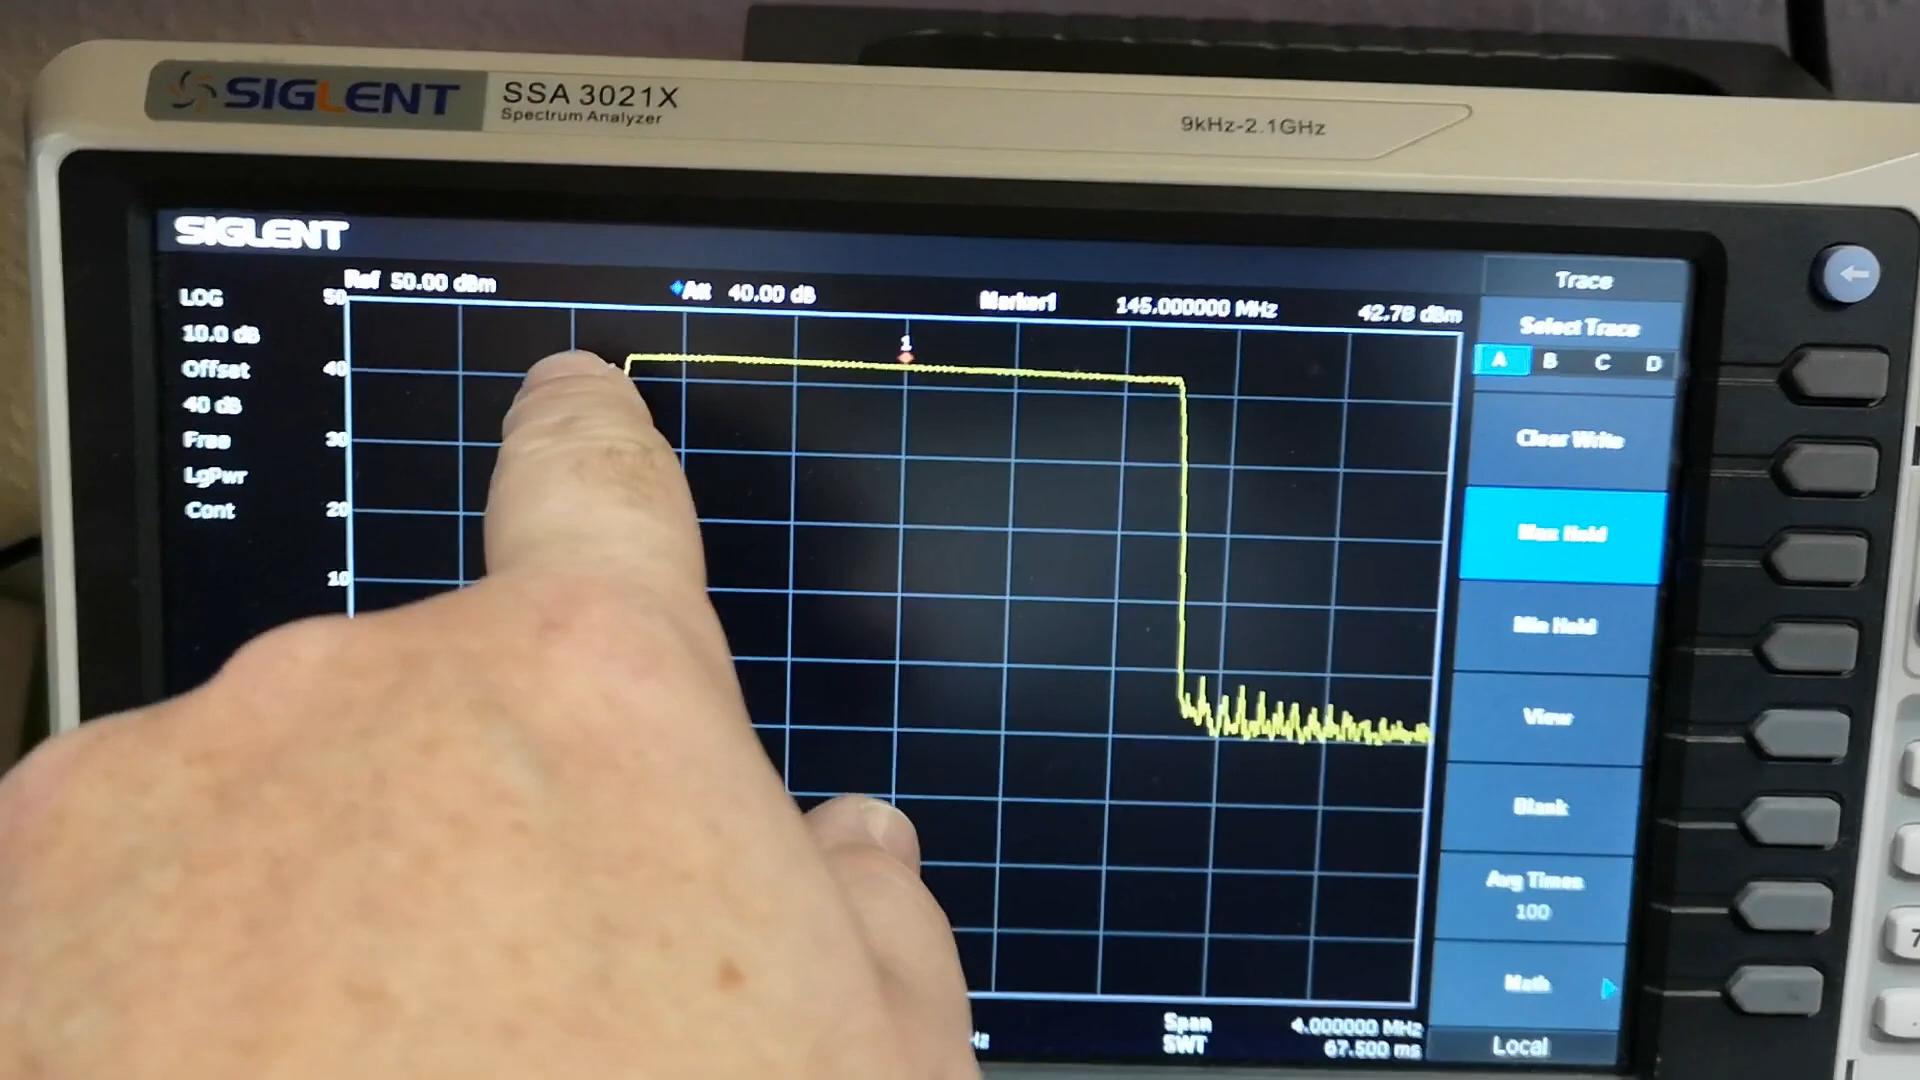 SIGLENT SSA 3021X
Spectrum Analyzer
9kHz-2.1GHz
SIGLENT
Trace
LOG
Ref 50.00 dBm
Att 40.00 dB
Marker1 145.000000 MHz 42.78 dBm
50
Select Trace
10.0 dB
1
A B C D
Offset
40
40 dB
Free
30
Clear Write
LgPwr
Cont
20
Max Hold
10
Min Hold
View
Blank
Avg Times
100
Math
7
Span 4.000000 MHz
Hz
SWT 67.500 ms
Local